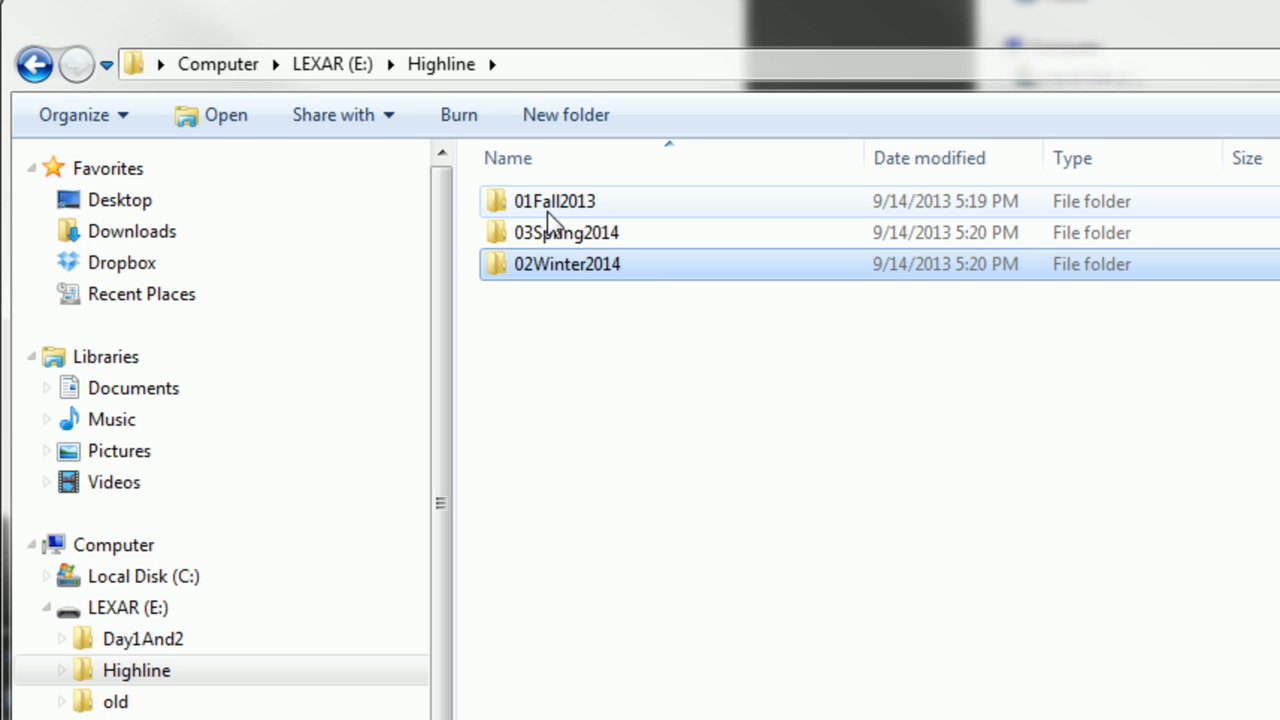 Computer LEXAR (E:) Highline
Organize Open Share with Burn New folder
Favorites
Desktop
Downloads
Dropbox
Recent Places
Libraries
Documents
Music
Pictures
Videos
Computer
Local Disk (C:)
LEXAR (E:)
Day1And2
Highline
old
Name Date modified Type Size
01Fall2013 9/14/2013 5:19 PM File folder
03Spring2014 9/14/2013 5:20 PM File folder
02Winter2014 9/14/2013 5:20 PM File folder